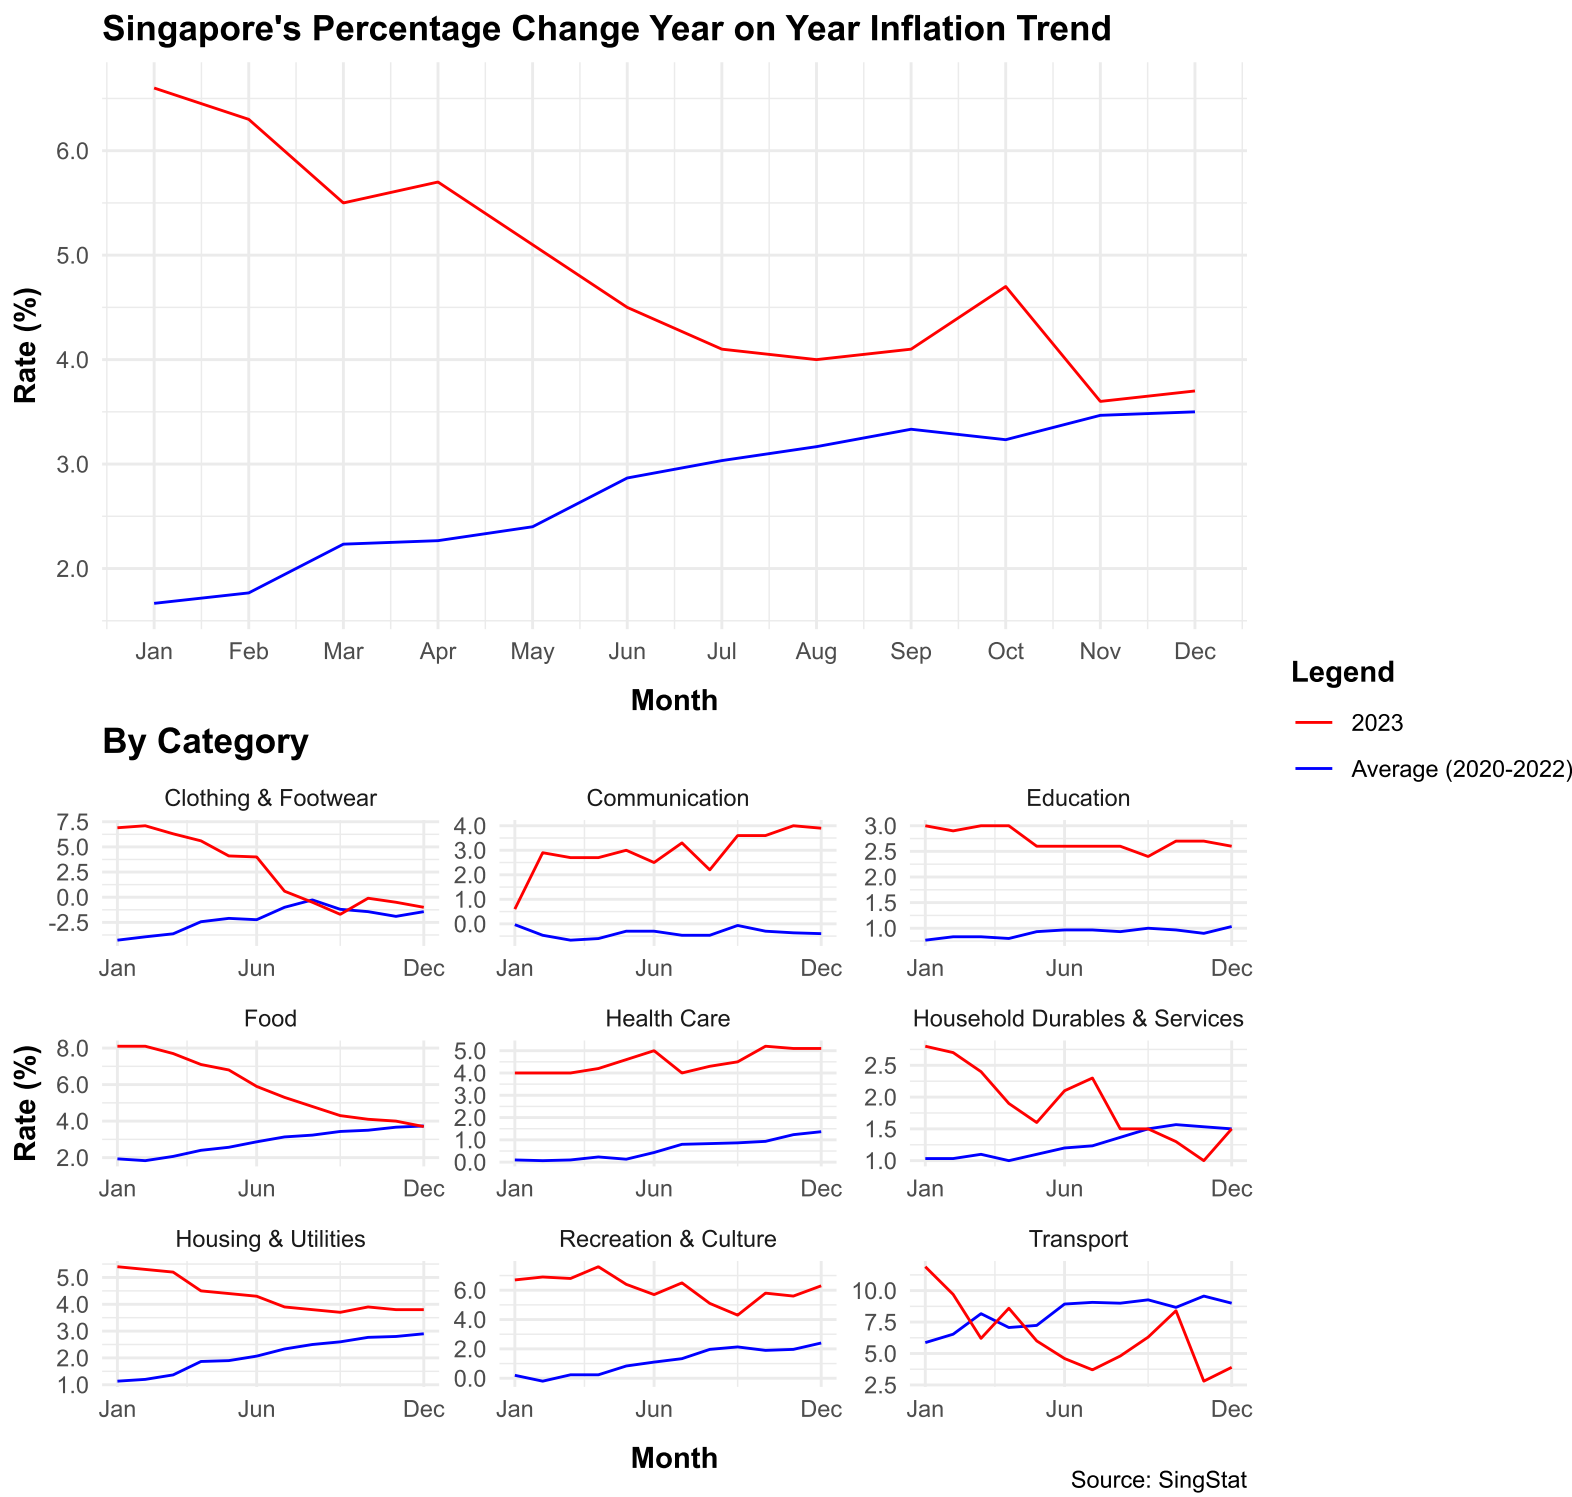 Singapore's Percentage Change Year on Year Inflation Trend
Rate (%)
6.0
5.0
4.0
3.0
2.0
Jan Feb Mar Apr May Jun Jul Aug Sep Oct Nov Dec
Month
Legend
2023
Average (2020-2022)
By Category
Rate (%)
Clothing & Footwear
7.5
5.0
2.5
0.0
-2.5
Jan Jun Dec
Communication
4.0
3.0
2.0
1.0
0.0
Jan Jun Dec
Education
3.0
2.5
2.0
1.5
1.0
Jan Jun Dec
Food
8.0
6.0
4.0
2.0
Jan Jun Dec
Health Care
5.0
4.0
3.0
2.0
1.0
0.0
Jan Jun Dec
Household Durables & Services
2.5
2.0
1.5
1.0
Jan Jun Dec
Housing & Utilities
5.0
4.0
3.0
2.0
1.0
Jan Jun Dec
Recreation & Culture
6.0
4.0
2.0
0.0
Jan Jun Dec
Transport
10.0
7.5
5.0
2.5
Jan Jun Dec
Month
Source: SingStat